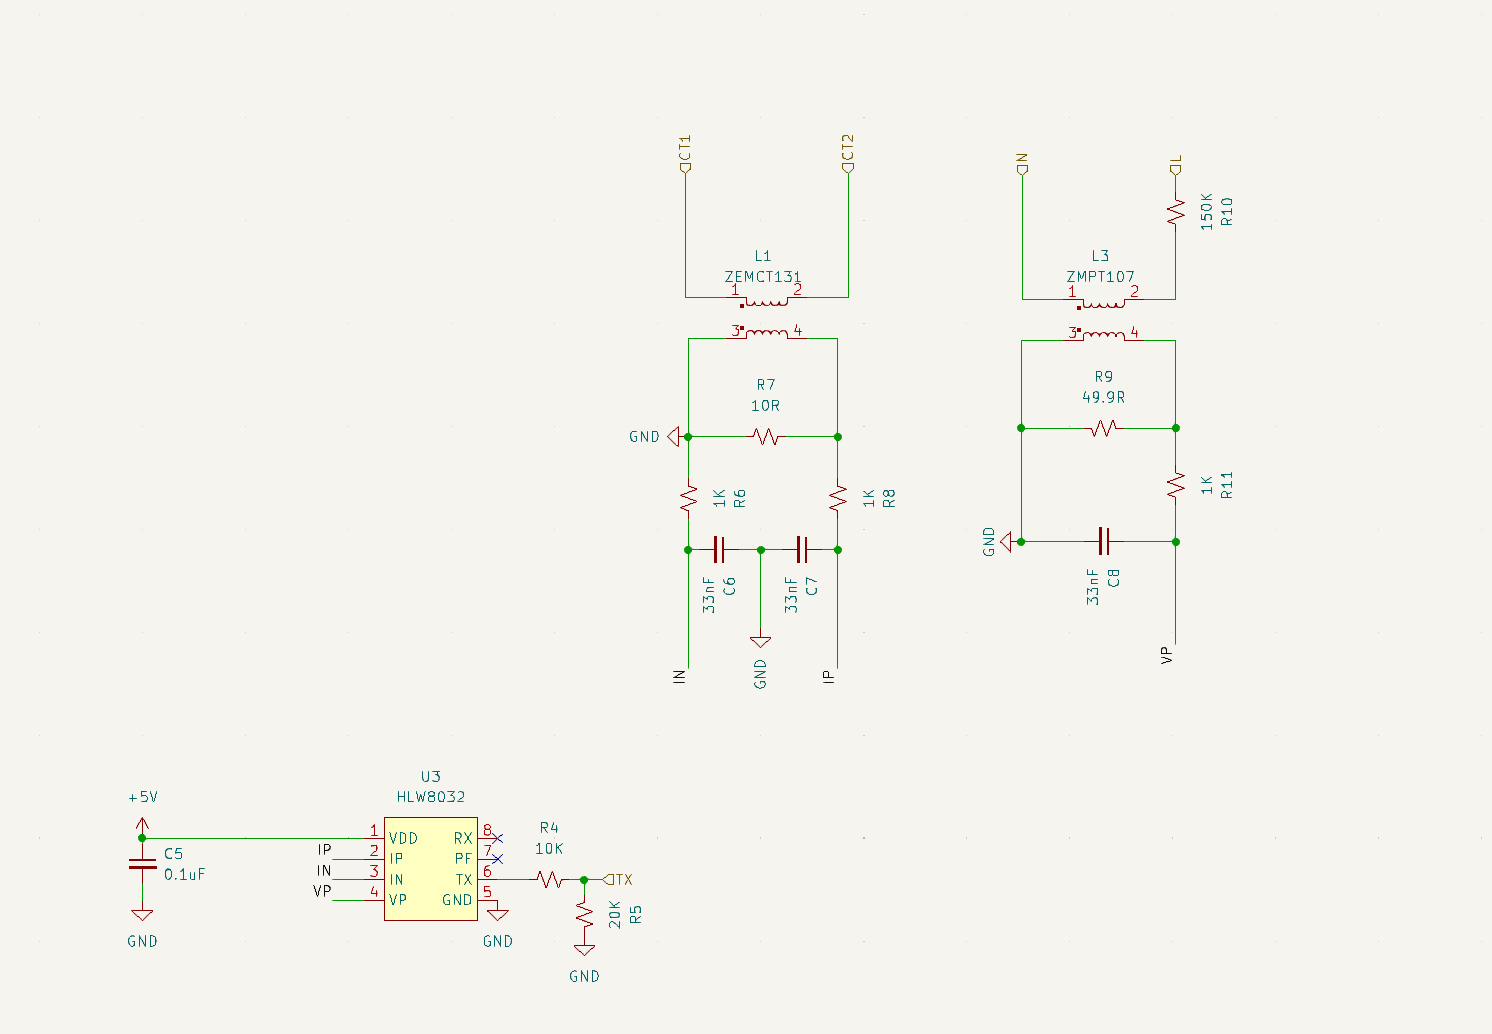 CT1
CT2
N
L
150K
R10
L1
ZEMCT131
1
2
3
4
L3
ZMPT107
1
2
3
4
R7
10R
R9
49.9R
GND
1K
R6
1K
R8
1K
R11
GND
33nF
C6
33nF
C7
33nF
C8
IN
GND
IP
VP
U3
HLW8032
+5V
C5
0.1uF
GND
IP
IN
VP
1
2
3
4
VDD
IP
IN
VP
RX
PF
TX
GND
8
7
6
5
R4
10K
TX
20K
R5
GND
GND